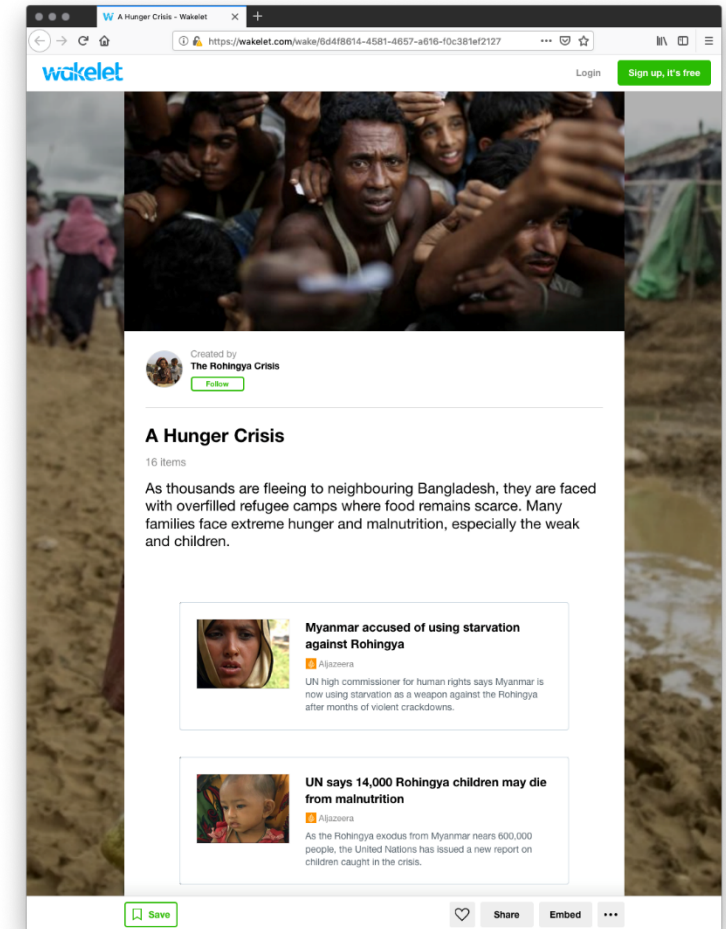 A Hunger Crisis - Wakelet
https://wakelet.com/wake/6d4f8614-4581-4657-a616-f0c381ef2127
wakelet
Login
Sign up, it's free
Created by
The Rohingya Crisis
Follow
A Hunger Crisis
16 items
As thousands are fleeing to neighbouring Bangladesh, they are faced
with overfilled refugee camps where food remains scarce. Many
families face extreme hunger and malnutrition, especially the weak
and children.
Myanmar accused of using starvation
against Rohingya
Aljazeera
UN high commissioner for human rights says Myanmar is
now using starvation as a weapon against the Rohingya
after months of violent crackdowns.
UN says 14,000 Rohingya children may die
from malnutrition
Aljazeera
As the Rohingya exodus from Myanmar nears 600,000
people, the United Nations has issued a new report on
children caught in the crisis.
Save
Share
Embed